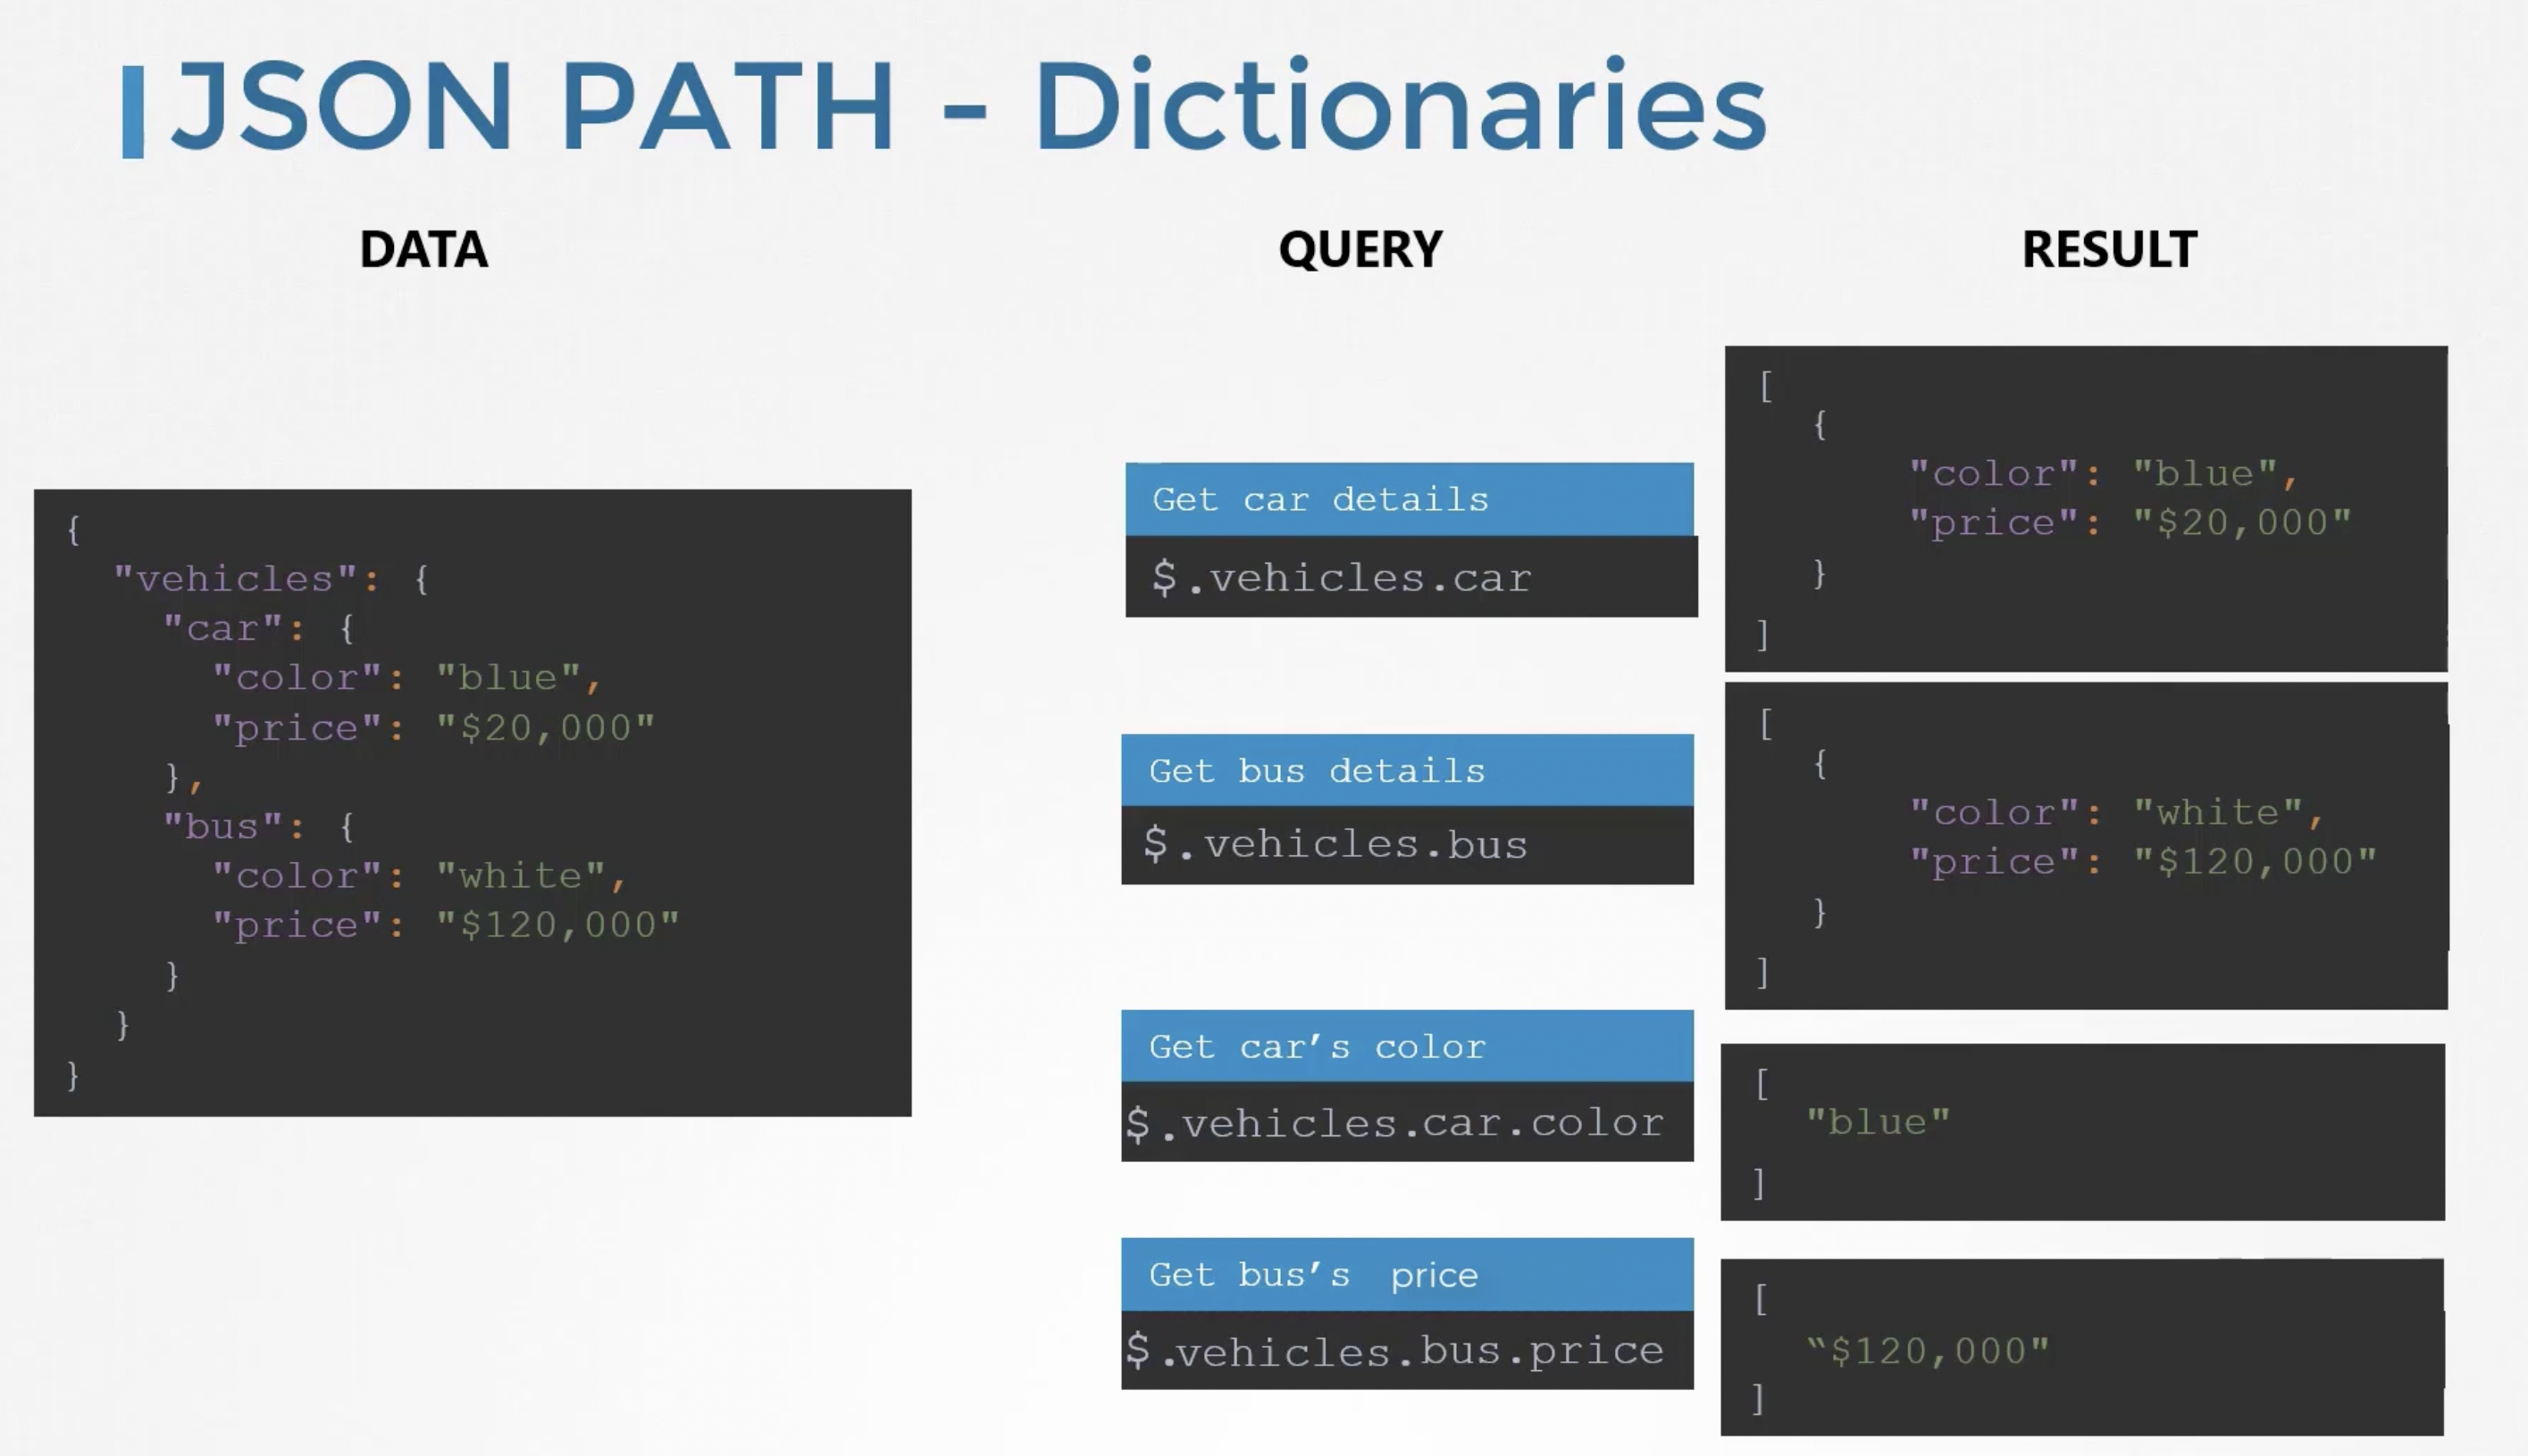 JSON PATH - Dictionaries
DATA
{
"vehicles": {
"car": {
"color": "blue",
"price": "$20,000"
},
"bus": {
"color": "white",
"price": "$120,000"
}
}
}
QUERY
Get car details
$.vehicles.car
Get bus details
$.vehicles.bus
Get car’s color
$.vehicles.car.color
Get bus’s price
$.vehicles.bus.price
RESULT
[
{
"color": "blue",
"price": "$20,000"
}
]
[
{
"color": "white",
"price": "$120,000"
}
]
[
"blue"
]
[
“$120,000"
]